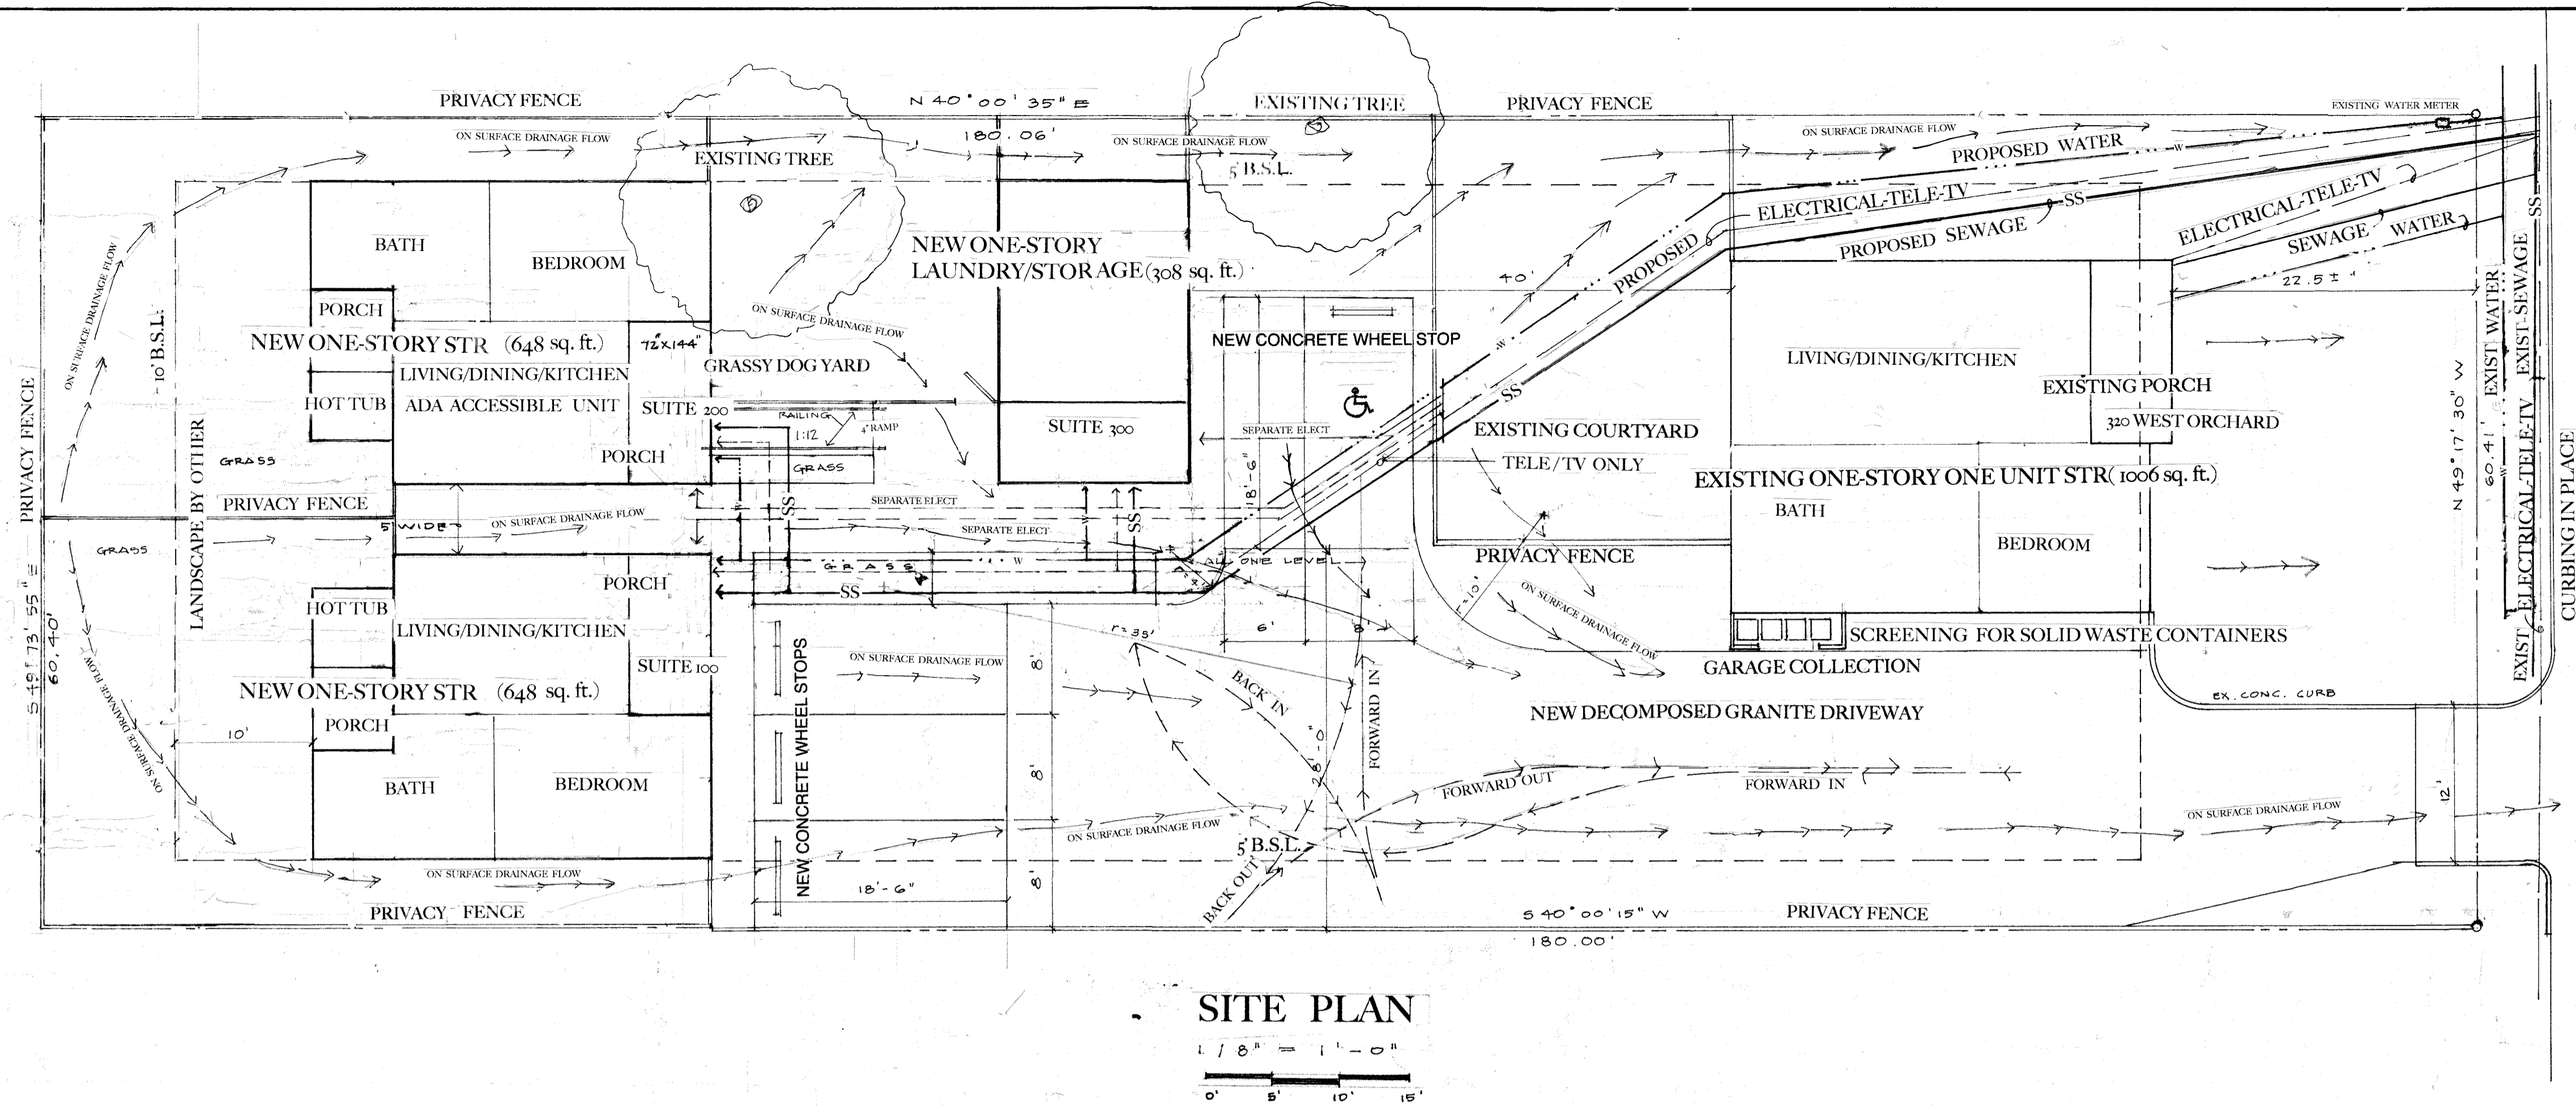 PRIVACY FENCE
N 40° 00' 35" E
180.06'
EXISTING TREE
PRIVACY FENCE
EXISTING WATER METER
ON SURFACE DRAINAGE FLOW
EXISTING TREE
ON SURFACE DRAINAGE FLOW
5' B.S.L.
ON SURFACE DRAINAGE FLOW
PROPOSED WATER
W
ELECTRICAL-TELE-TV
SS
PROPOSED SEWAGE
PROPOSED
ELECTRICAL-TELE-TV
SEWAGE
WATER
SS
22.5 ±
40'
BATH
BEDROOM
PORCH
NEW ONE-STORY STR (648 sq. ft.)
72"X144"
LIVING/DINING/KITCHEN
HOT TUB
ADA ACCESSIBLE UNIT
SUITE 200
PORCH
ON SURFACE DRAINAGE FLOW
10' B.S.L.
LANDSCAPE BY OTHER
PRIVACY FENCE
GRASS
PRIVACY FENCE
GRASS
5' WIDE
ON SURFACE DRAINAGE FLOW
S 49° 73' 55" E
60.40'
NEW ONE-STORY
LAUNDRY/STORAGE (308 sq. ft.)
ON SURFACE DRAINAGE FLOW
GRASSY DOG YARD
RAILING
1:12
4' RAMP
GRASS
SUITE 300
NEW CONCRETE WHEEL STOP
SEPARATE ELECT
18'-6"
W
SS
EXISTING COURTYARD
TELE/TV ONLY
PRIVACY FENCE
SEPARATE ELECT
SEPARATE ELECT
SS
W
W
SS
GRASS
W
SS
ALL ONE LEVEL
6'
8'
r=10'
ON SURFACE DRAINAGE FLOW
LIVING/DINING/KITCHEN
EXISTING PORCH
320 WEST ORCHARD
EXISTING ONE-STORY ONE UNIT STR (1006 sq. ft.)
BATH
BEDROOM
N 49° 17' 30" W
60.41'
EXIST WATER
W
EXIST-SEWAGE
EXIST ELECTRICAL-TELE-TV
CURBING IN PLACE
SCREENING FOR SOLID WASTE CONTAINERS
GARAGE COLLECTION
EX. CONC. CURB
NEW DECOMPOSED GRANITE DRIVEWAY
PORCH
HOT TUB
LIVING/DINING/KITCHEN
SUITE 100
NEW ONE-STORY STR (648 sq. ft.)
PORCH
10'
BATH
BEDROOM
ON SURFACE DRAINAGE FLOW
NEW CONCRETE WHEEL STOPS
ON SURFACE DRAINAGE FLOW
8'
8'
8'
18'-6"
r=35'
BACK IN
FORWARD IN
28'-0"
FORWARD OUT
FORWARD IN
ON SURFACE DRAINAGE FLOW
5' B.S.L.
BACK OUT
ON SURFACE DRAINAGE FLOW
12'
ON SURFACE DRAINAGE FLOW
PRIVACY FENCE
S 40° 00' 15" W
180.00'
PRIVACY FENCE
SITE PLAN
1/8" = 1'-0"
0' 5' 10' 15'